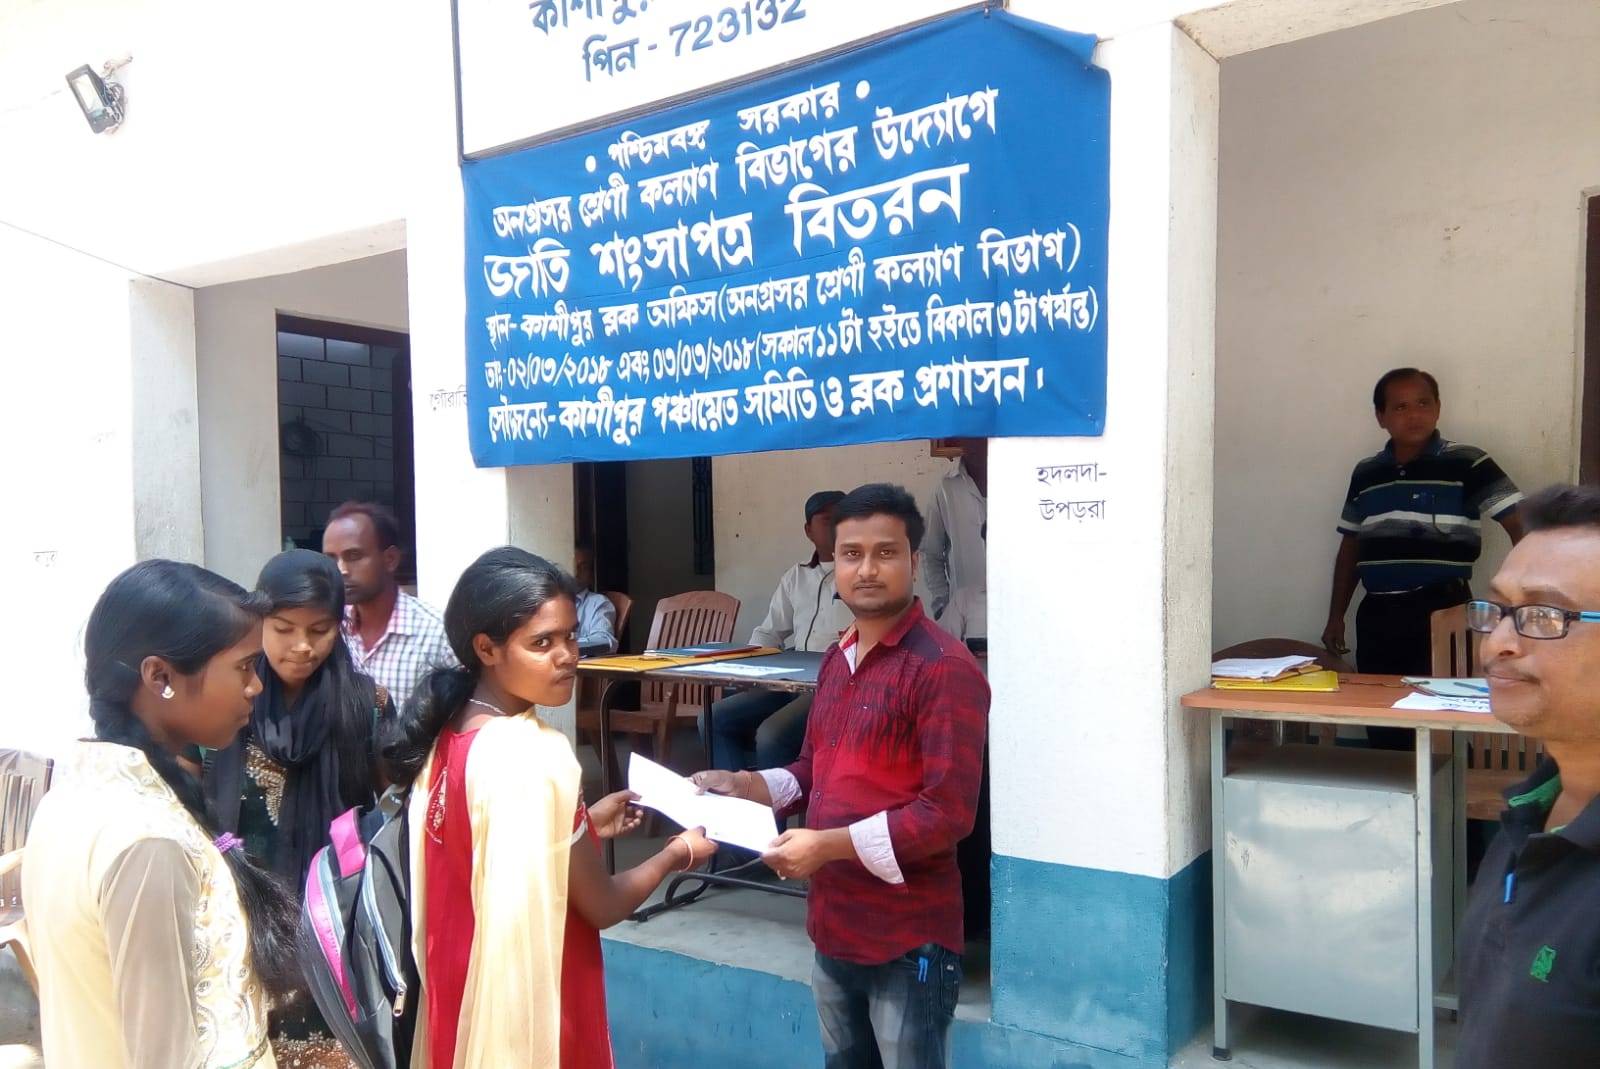 কাশীপুর
পিন - 723132
• পশ্চিমবঙ্গ সরকার •
অনগ্রসর শ্রেণী কল্যাণ বিভাগের উদ্যোগে
জাতি শংসাপত্র বিতরন
স্থান- কাশীপুর ব্লক অফিস (অনগ্রসর শ্রেণী কল্যাণ বিভাগ)
তাং:-০২/০৩/২০১৮ এবং ০৩/০৩/২০১৮ (সকাল ১১টা হইতে বিকাল ৩টা পর্যন্ত)
সৌজন্যে- কাশীপুর পঞ্চায়েত সমিতি ও ব্লক প্রশাসন।
হদলদা-
উপড়রা